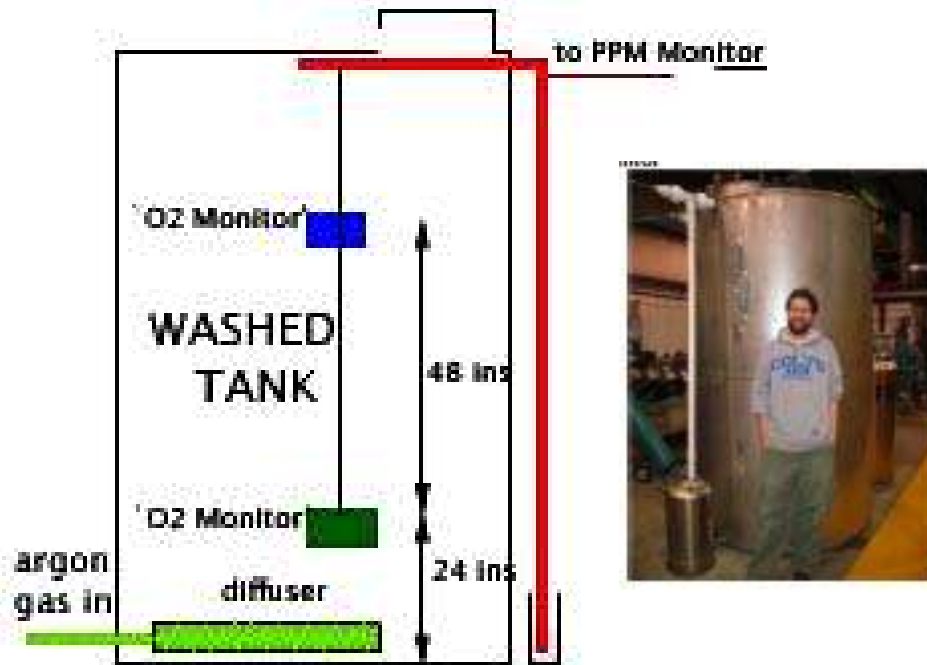 to PPM Monitor
'O2 Monitor'
WASHED
TANK
48 ins
'O2 Monitor'
24 ins
argon
gas in
diffuser